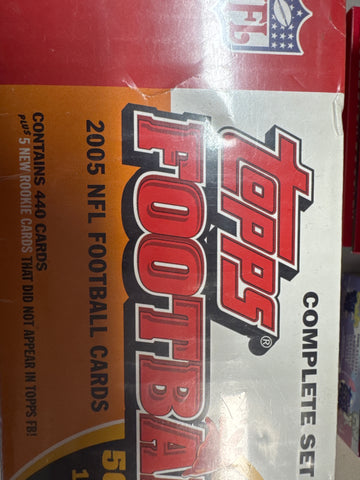 NFL
COMPLETE SET
topps®
FOOTBA
2005 NFL FOOTBALL CARDS
CONTAINS 440 CARDS
PLUS 5 NEW ROOKIE CARDS THAT DID NOT APPEAR IN TOPPS FB!